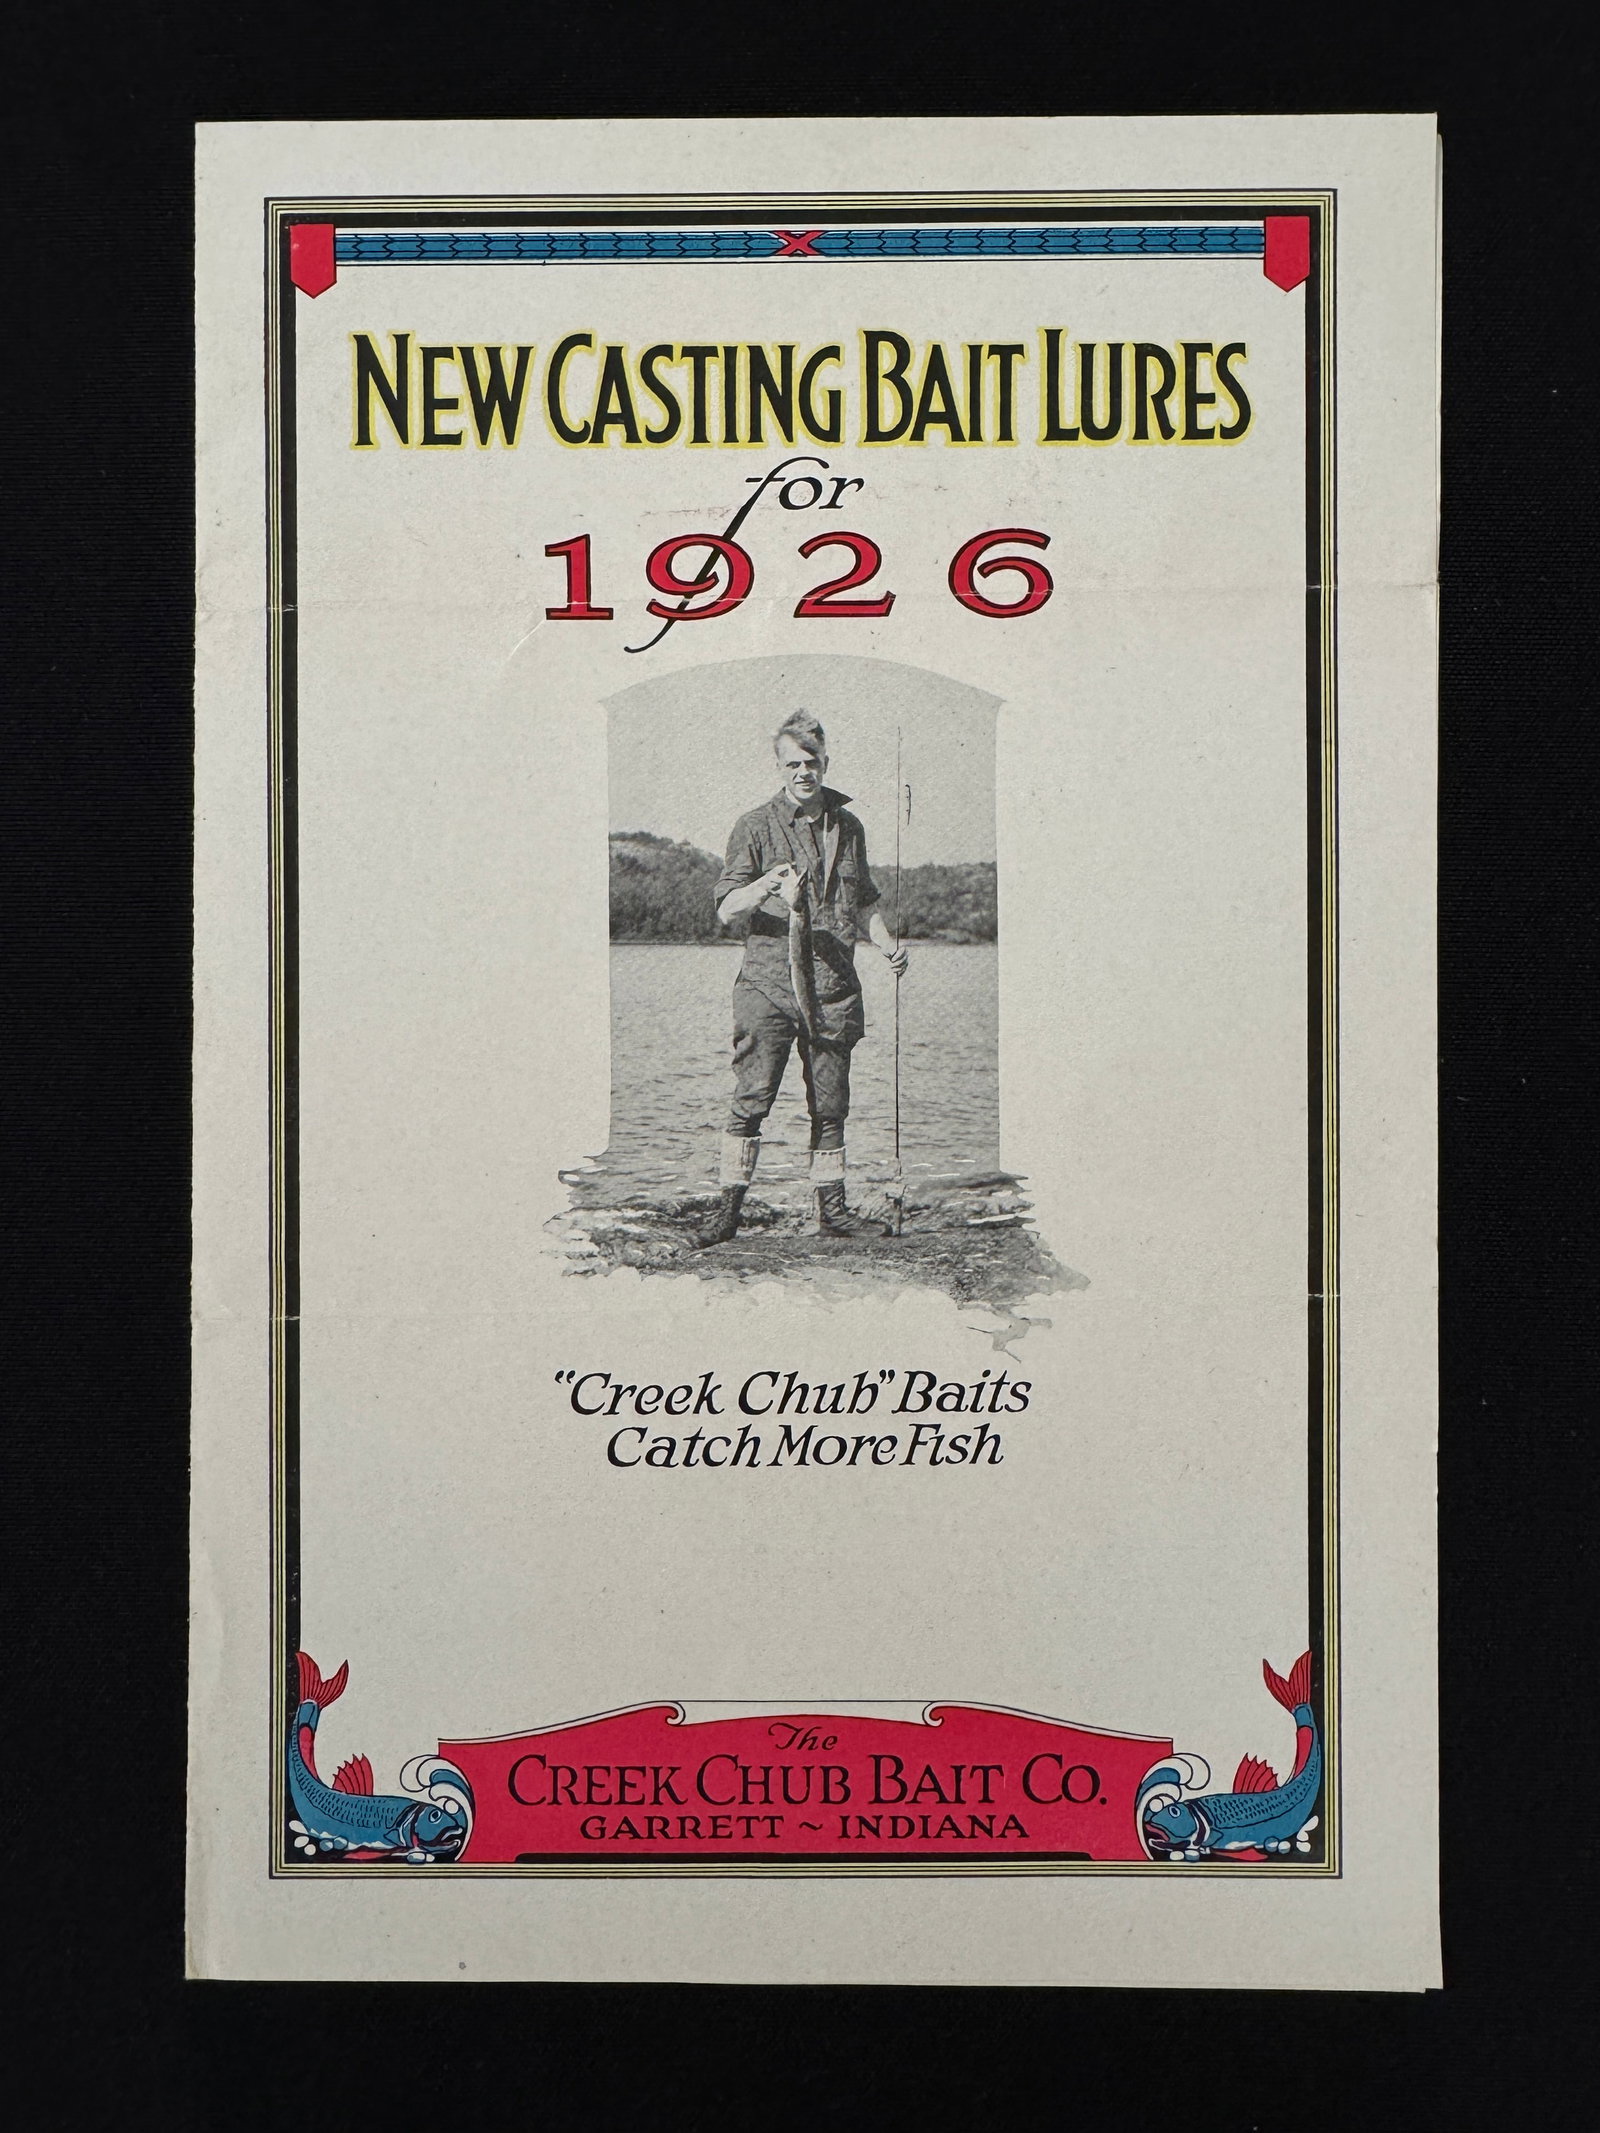 NEW CASTING BAIT LURES
for
1926
"Creek Chub" Baits
Catch More Fish
The
CREEK CHUB BAIT CO.
GARRETT ~ INDIANA